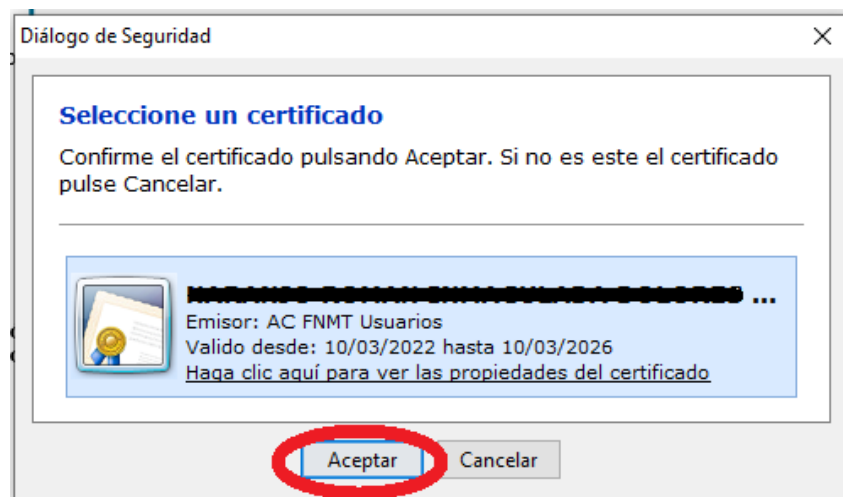 Diálogo de Seguridad
Seleccione un certificado
Confirme el certificado pulsando Aceptar. Si no es este el certificado
pulse Cancelar.
...
Emisor: AC FNMT Usuarios
Valido desde: 10/03/2022 hasta 10/03/2026
Haga clic aquí para ver las propiedades del certificado
Aceptar
Cancelar